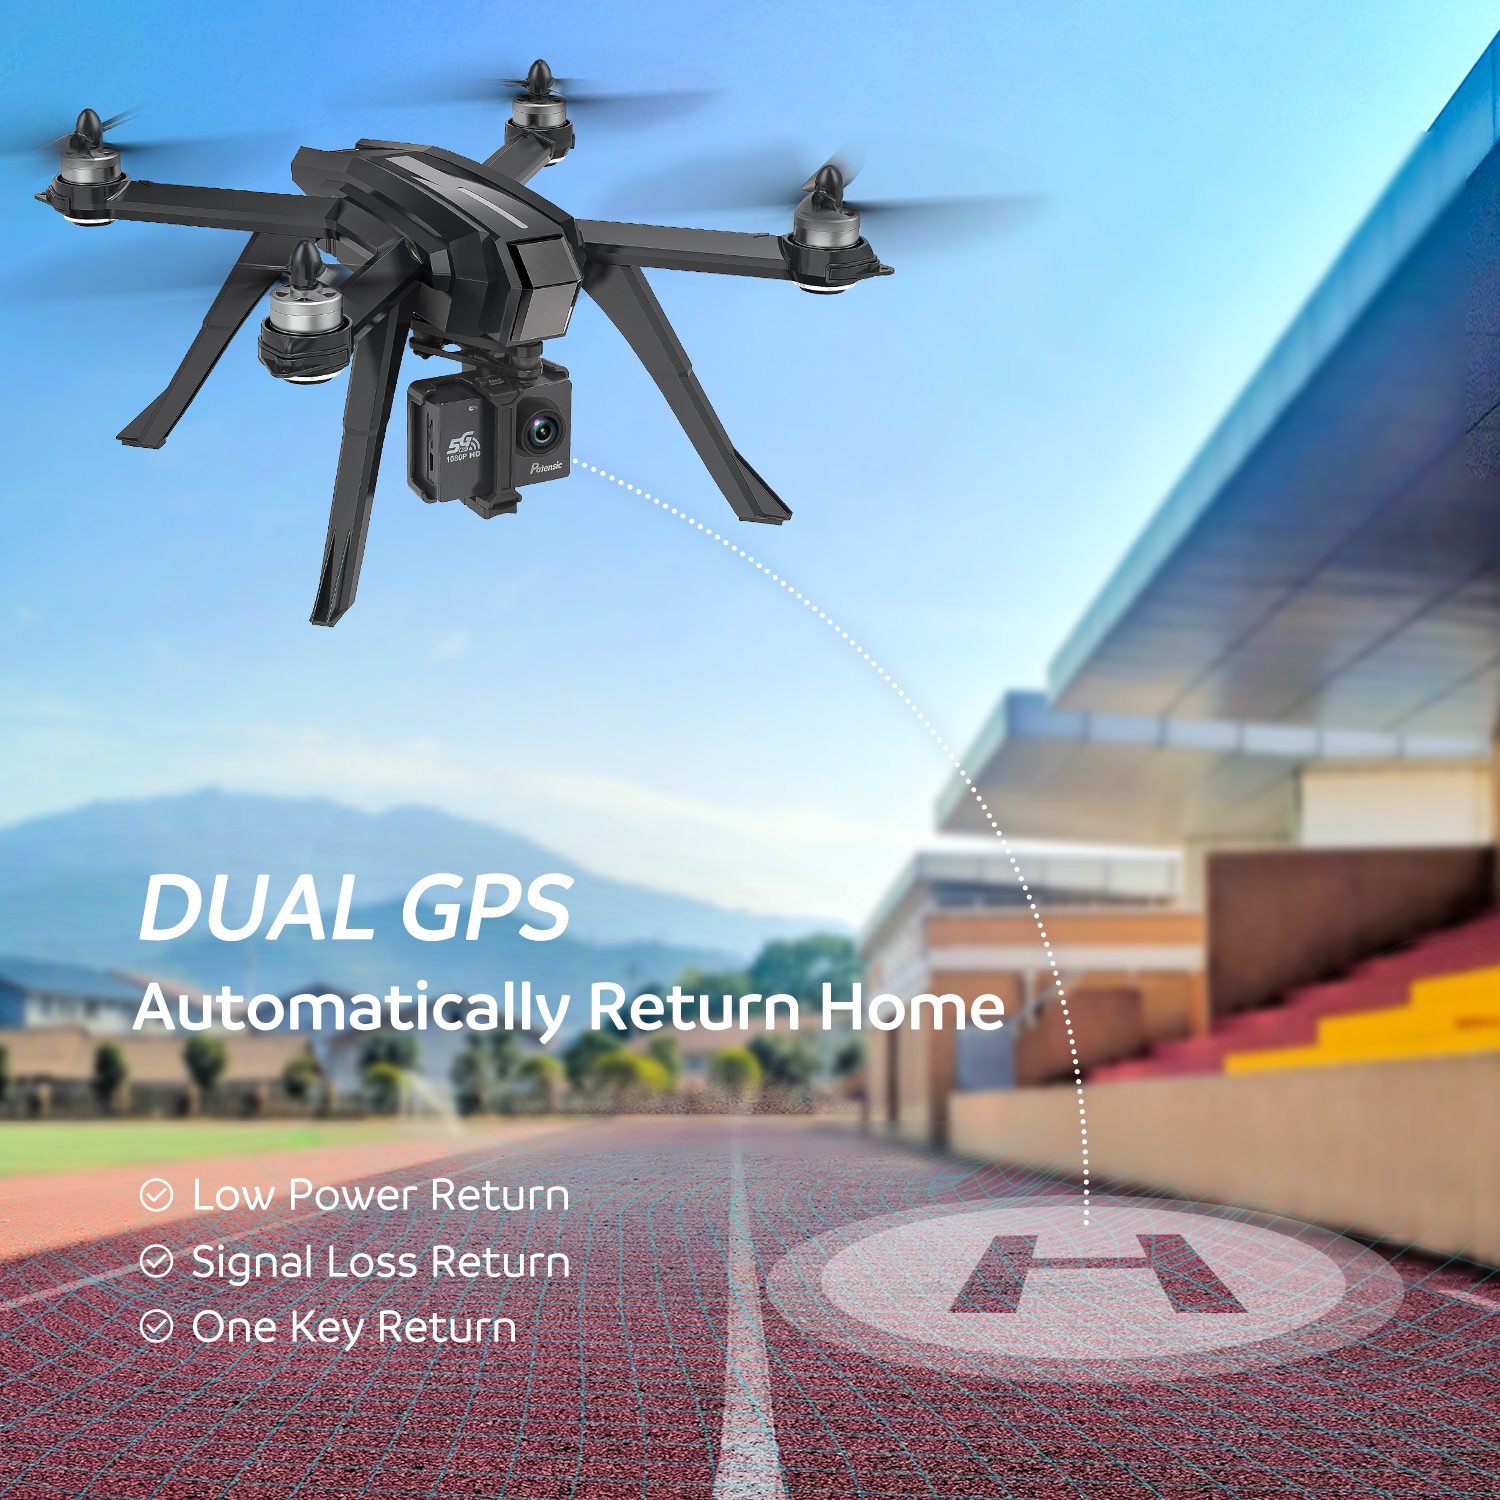 5G
1080P HD
Potensic
DUAL GPS
Automatically Return Home
Low Power Return
Signal Loss Return
One Key Return
H